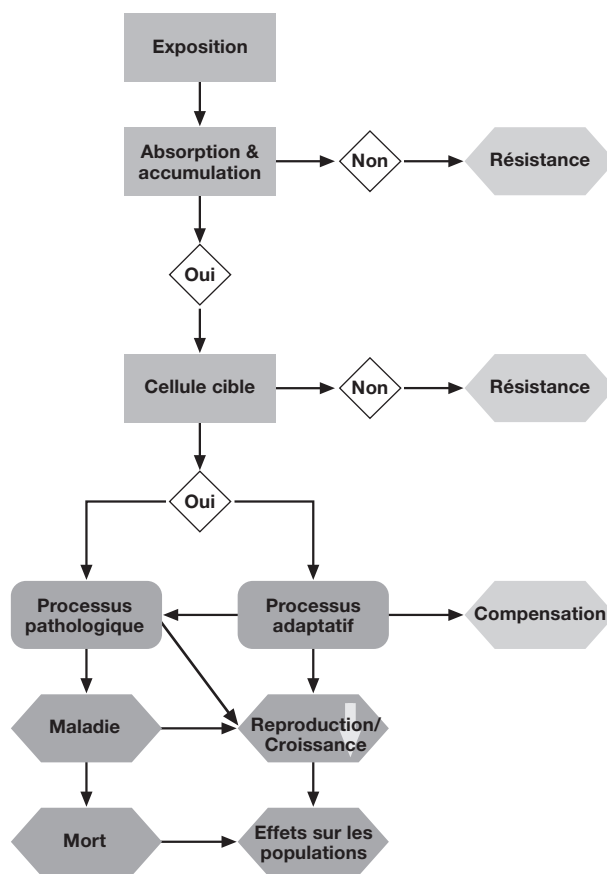 Exposition
Absorption &
accumulation
Non
Résistance
Oui
Cellule cible
Non
Résistance
Oui
Processus
pathologique
Processus
adaptatif
Compensation
Maladie
Reproduction/
Croissance
Mort
Effets sur les
populations